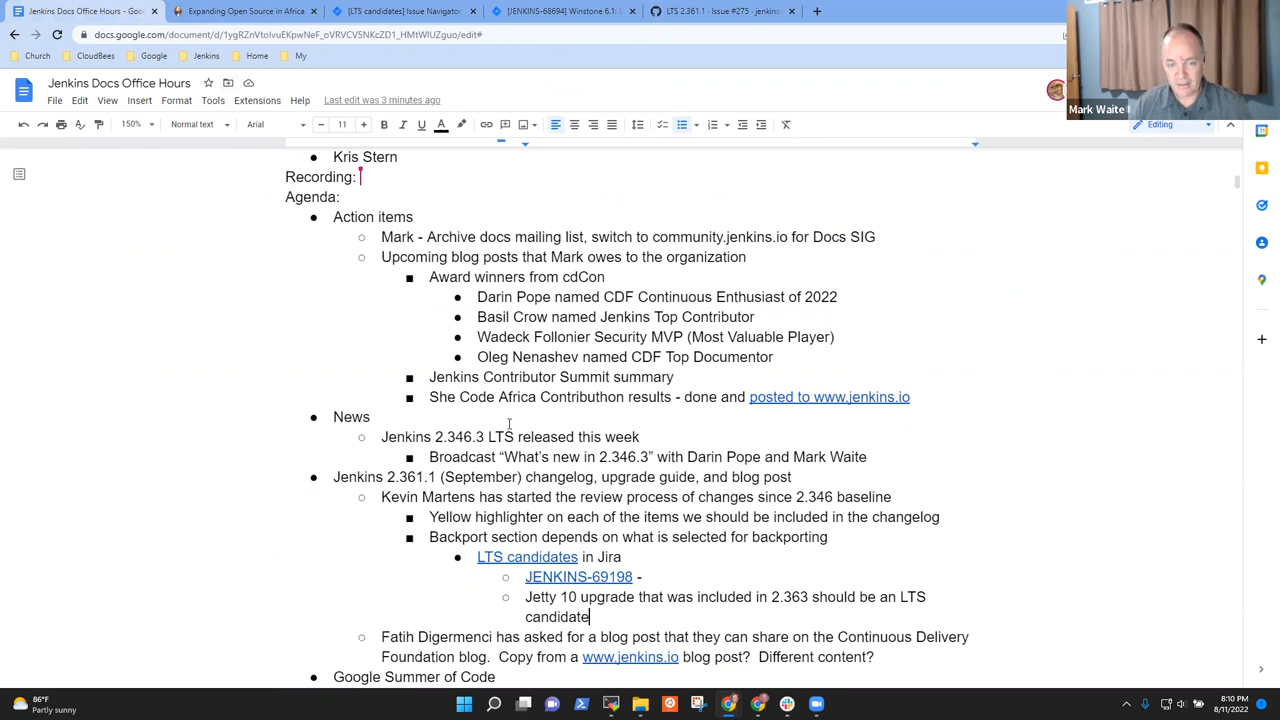 Jenkins Docs Office Hours - Goo
Expanding Open Source in Africa
[LTS candidates] Issue Navigator
[JENKINS-68694] Winstone 6.1: U
LTS 2.361.1 · Issue #275 · jenkins
docs.google.com/document/d/1ygRZnVtoIvuEKpwNeF_oVRVCV5NKcZD1_HMtWIUZguo/edit#
Church
CloudBees
Google
Jenkins
Home
My
Mark Waite
Jenkins Docs Office Hours
File Edit View Insert Format Tools Extensions Help Last edit was 3 minutes ago
150% Normal text Arial 11 Editing
Kris Stern
Recording:
Agenda:
● Action items
○ Mark - Archive docs mailing list, switch to community.jenkins.io for Docs SIG
○ Upcoming blog posts that Mark owes to the organization
■ Award winners from cdCon
● Darin Pope named CDF Continuous Enthusiast of 2022
● Basil Crow named Jenkins Top Contributor
● Wadeck Follonier Security MVP (Most Valuable Player)
● Oleg Nenashev named CDF Top Documentor
■ Jenkins Contributor Summit summary
■ She Code Africa Contributhon results - done and posted to www.jenkins.io
● News
○ Jenkins 2.346.3 LTS released this week
■ Broadcast “What’s new in 2.346.3” with Darin Pope and Mark Waite
● Jenkins 2.361.1 (September) changelog, upgrade guide, and blog post
○ Kevin Martens has started the review process of changes since 2.346 baseline
■ Yellow highlighter on each of the items we should be included in the changelog
■ Backport section depends on what is selected for backporting
● LTS candidates in Jira
○ JENKINS-69198 -
○ Jetty 10 upgrade that was included in 2.363 should be an LTS
candidate
○ Fatih Digermenci has asked for a blog post that they can share on the Continuous Delivery
Foundation blog. Copy from a www.jenkins.io blog post? Different content?
● Google Summer of Code
86°F
Partly sunny
8:10 PM
8/11/2022